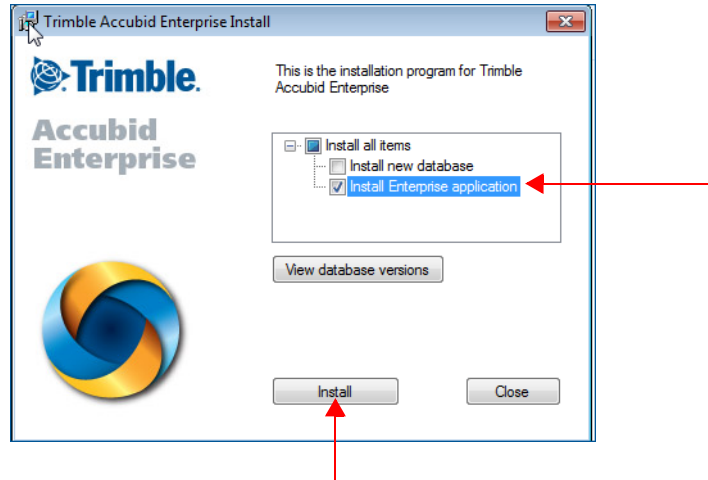 Trimble Accubid Enterprise Install
Trimble.
This is the installation program for Trimble
Accubid Enterprise
Accubid
Enterprise
Install all items
Install new database
Install Enterprise application
View database versions
Install
Close